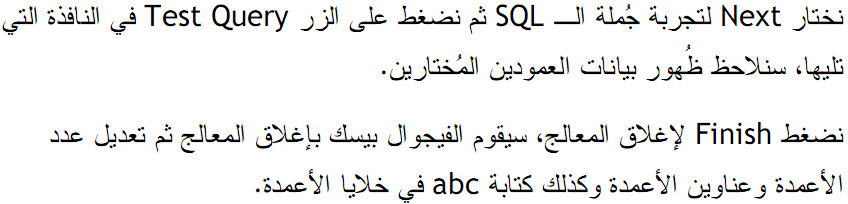 نختار Next لتجربة جُملة الـــ SQL ثم نضغط على الزر Test Query في النافذة التي
تليها، سنلاحظ ظُهور بيانات العمودين المُختارين.
نضغط Finish لإغلاق المعالج، سيقوم الفيجوال بيسك بإغلاق المعالج ثم تعديل عدد
الأعمدة وعناوين الأعمدة وكذلك كتابة abc في خلايا الأعمدة.